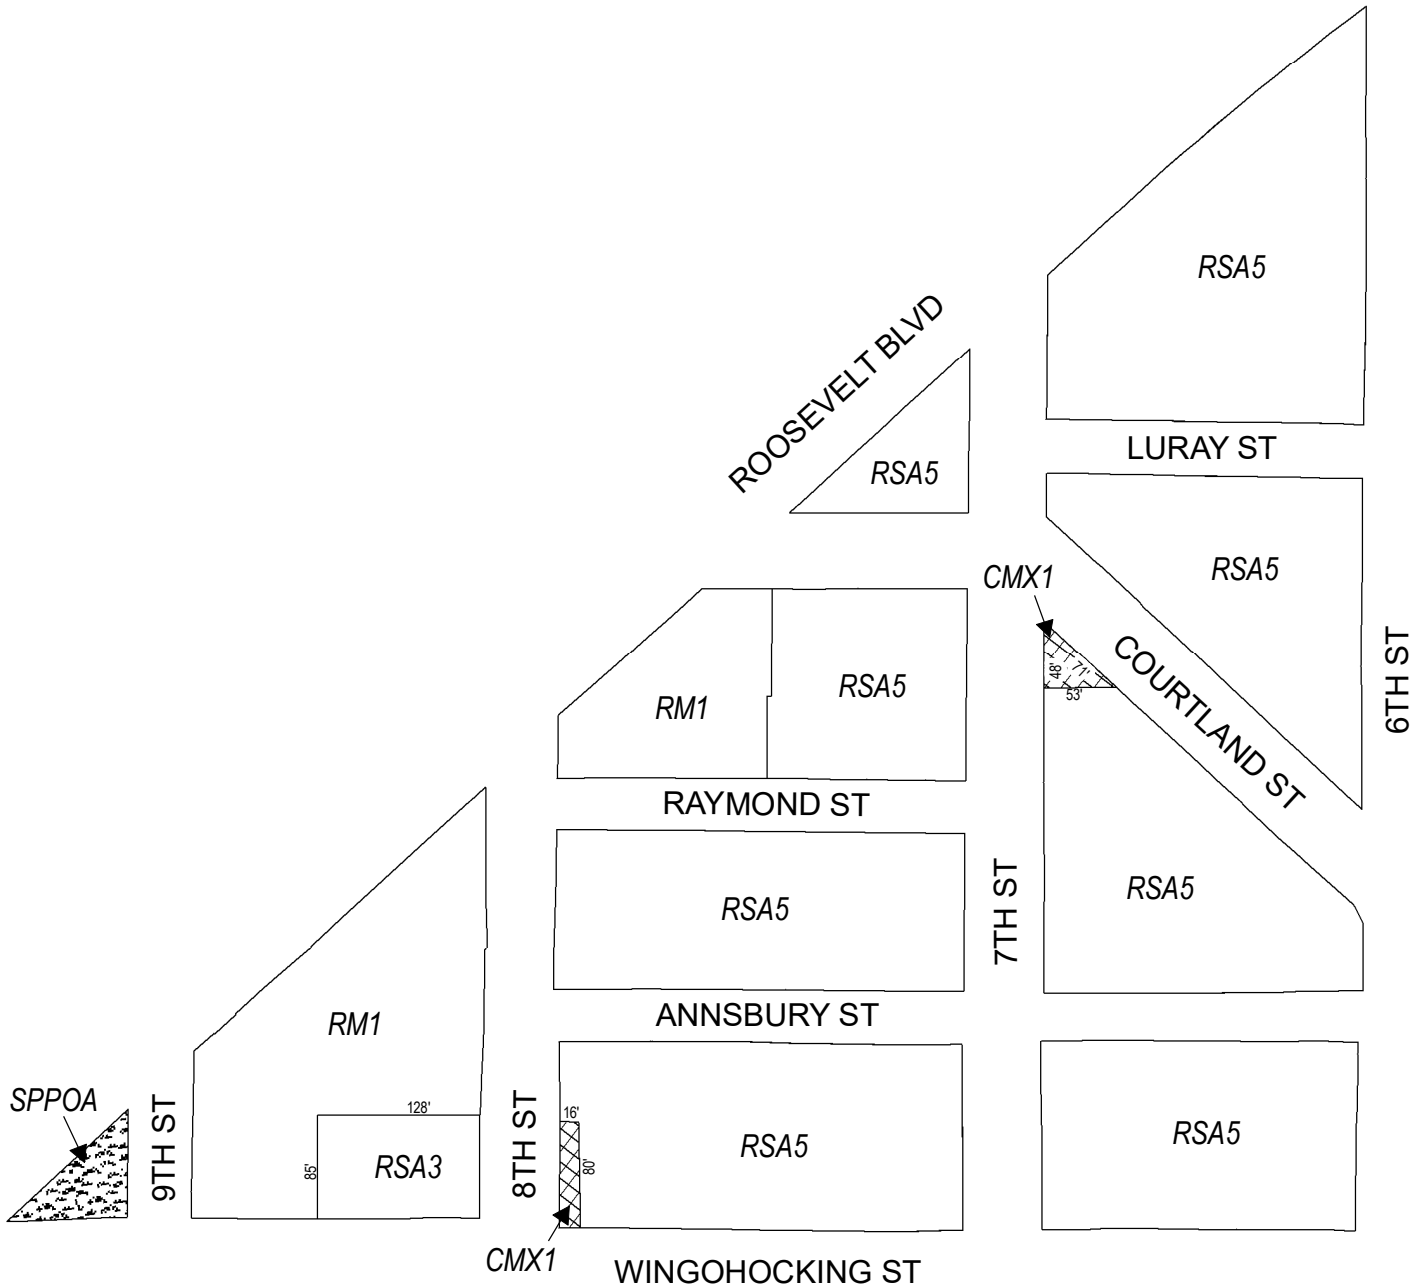 RSA5
ROOSEVELT BLVD
LURAY ST
RSA5
CMX1
RSA5
48'
71'
53'
COURTLAND ST
6TH ST
RM1
RSA5
RAYMOND ST
RSA5
7TH ST
RSA5
ANNSBURY ST
RM1
SPPOA
9TH ST
128'
85'
RSA3
8TH ST
16'
80'
RSA5
RSA5
CMX1
WINGOHOCKING ST